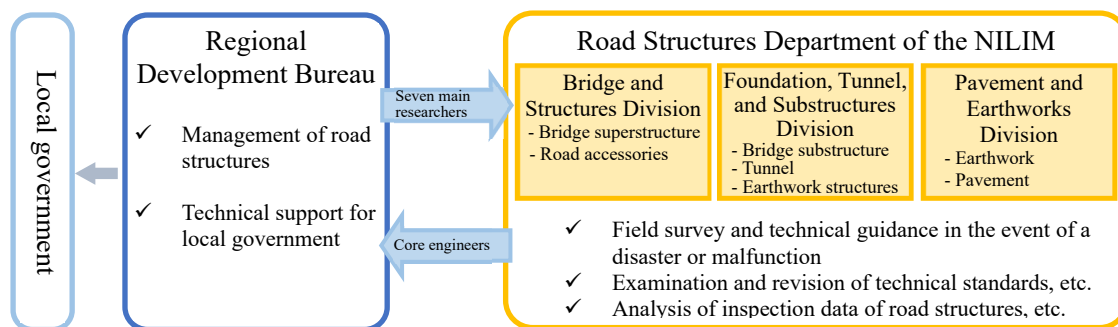 Local government
Regional
Development Bureau
✓ Management of road
structures
✓ Technical support for
local government
Seven main
researchers
Core engineers
Road Structures Department of the NILIM
Bridge and
Structures Division
- Bridge superstructure
- Road accessories
Foundation, Tunnel,
and Substructures
Division
- Bridge substructure
- Tunnel
- Earthwork structures
Pavement and
Earthworks
Division
- Earthwork
- Pavement
✓ Field survey and technical guidance in the event of a
disaster or malfunction
✓ Examination and revision of technical standards, etc.
✓ Analysis of inspection data of road structures, etc.